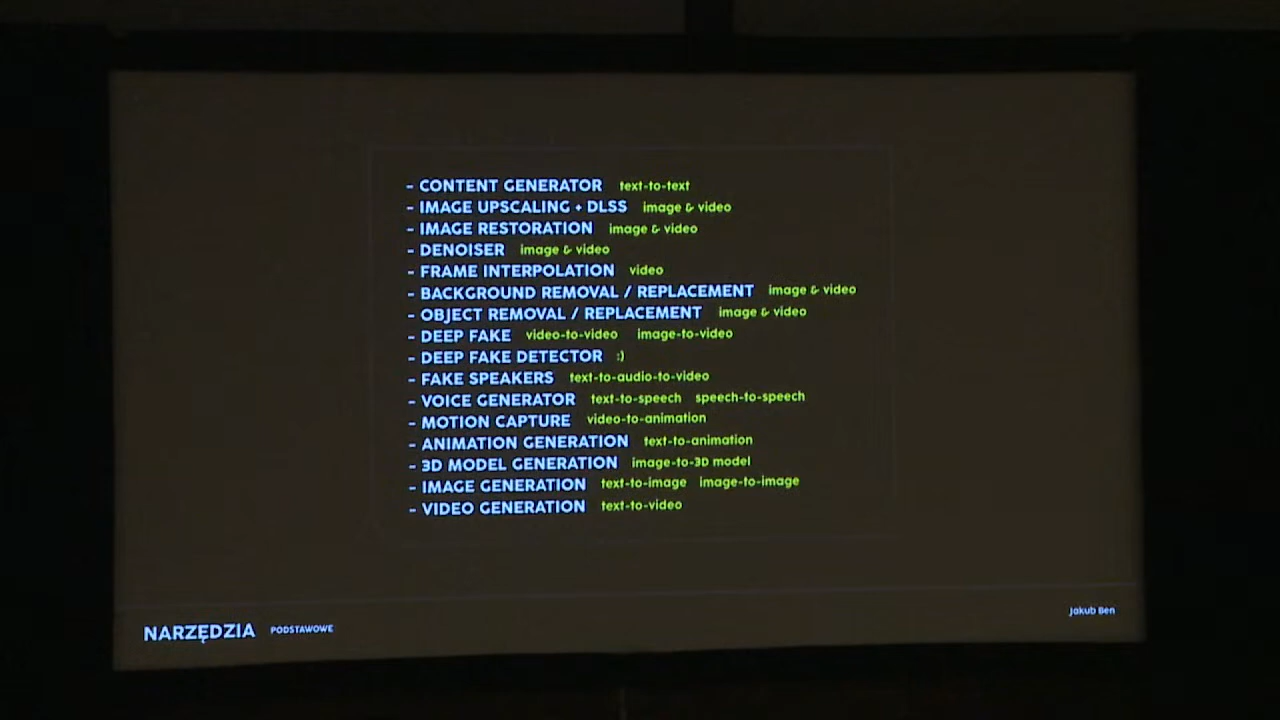 - CONTENT GENERATOR text-to-text
- IMAGE UPSCALING + DLSS image & video
- IMAGE RESTORATION image & video
- DENOISER image & video
- FRAME INTERPOLATION video
- BACKGROUND REMOVAL / REPLACEMENT image & video
- OBJECT REMOVAL / REPLACEMENT image & video
- DEEP FAKE video-to-video image-to-video
- DEEP FAKE DETECTOR :)
- FAKE SPEAKERS text-to-audio-to-video
- VOICE GENERATOR text-to-speech speech-to-speech
- MOTION CAPTURE video-to-animation
- ANIMATION GENERATION text-to-animation
- 3D MODEL GENERATION image-to-3D model
- IMAGE GENERATION text-to-image image-to-image
- VIDEO GENERATION text-to-video
NARZĘDZIA PODSTAWOWE
Jakub Ben